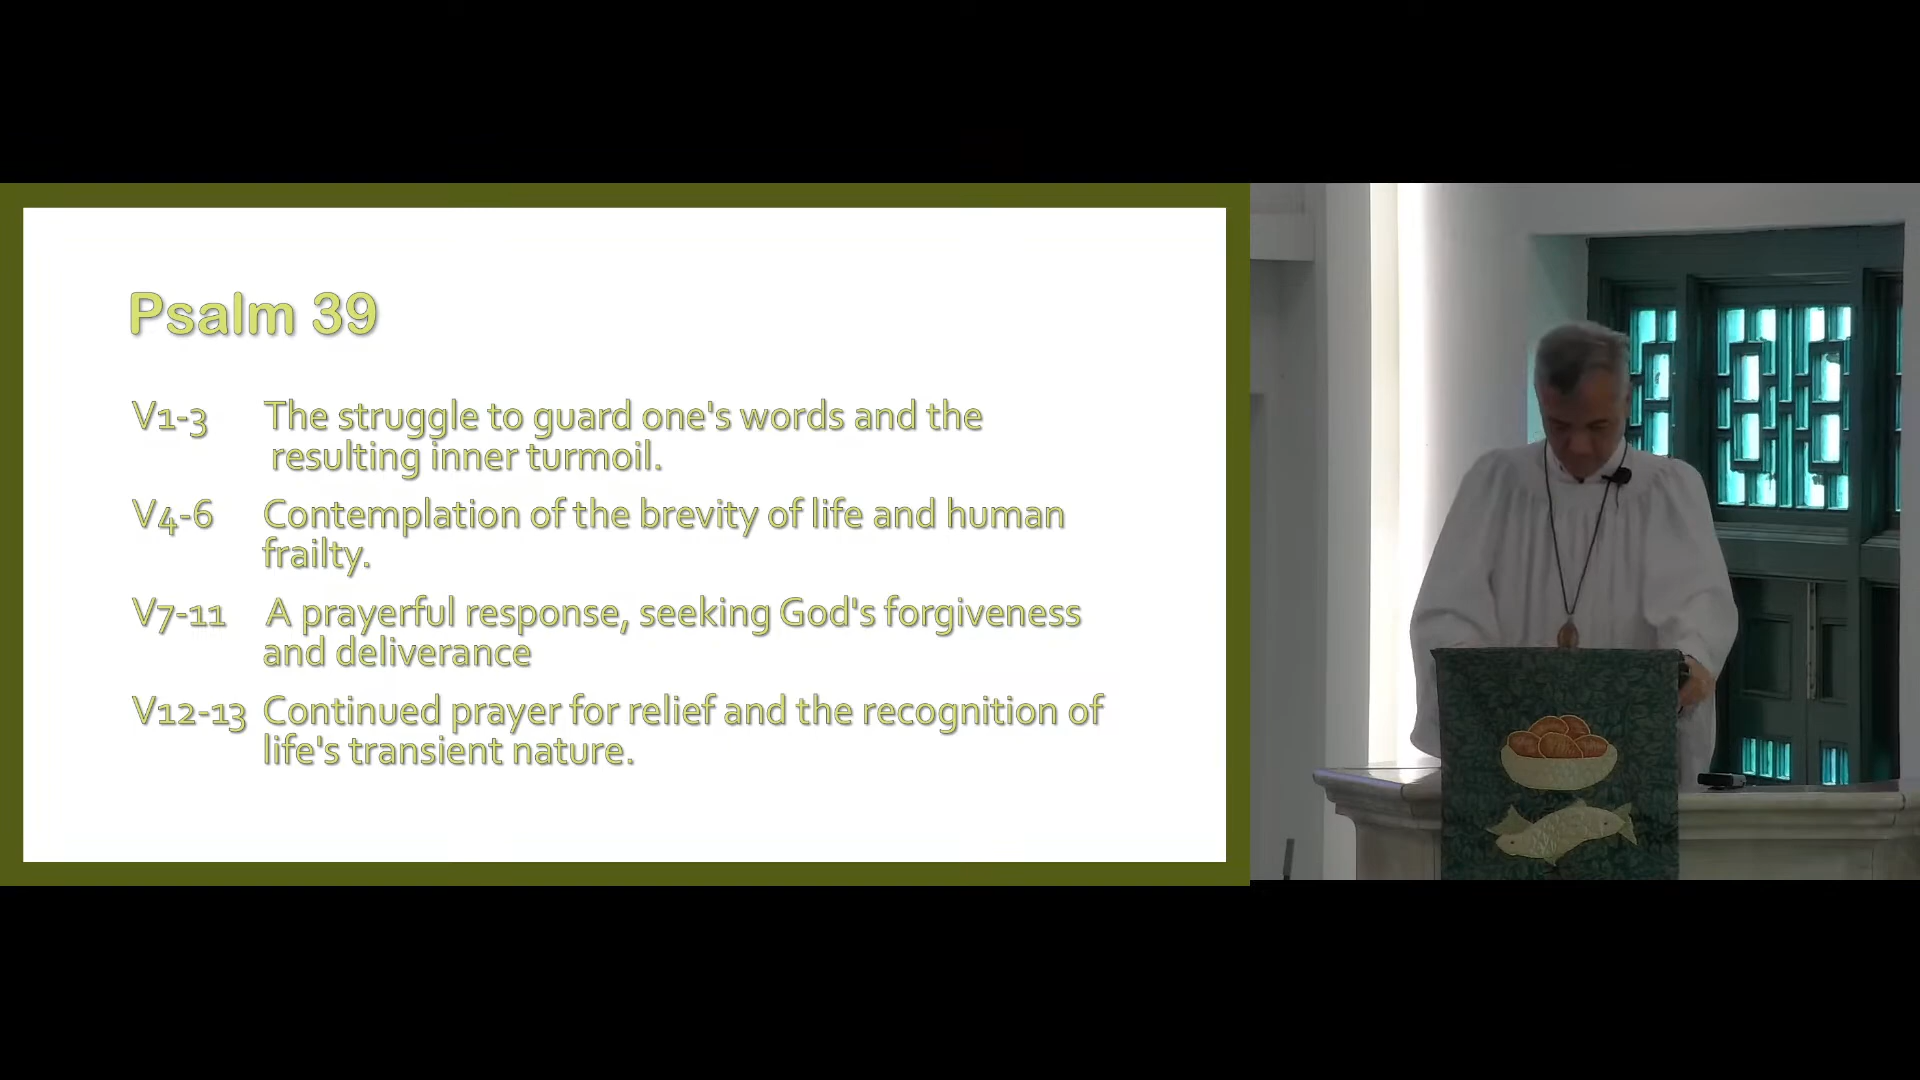 Psalm 39
V1-3 The struggle to guard one's words and the
resulting inner turmoil.
V4-6 Contemplation of the brevity of life and human
frailty.
V7-11 A prayerful response, seeking God's forgiveness
and deliverance
V12-13 Continued prayer for relief and the recognition of
life's transient nature.